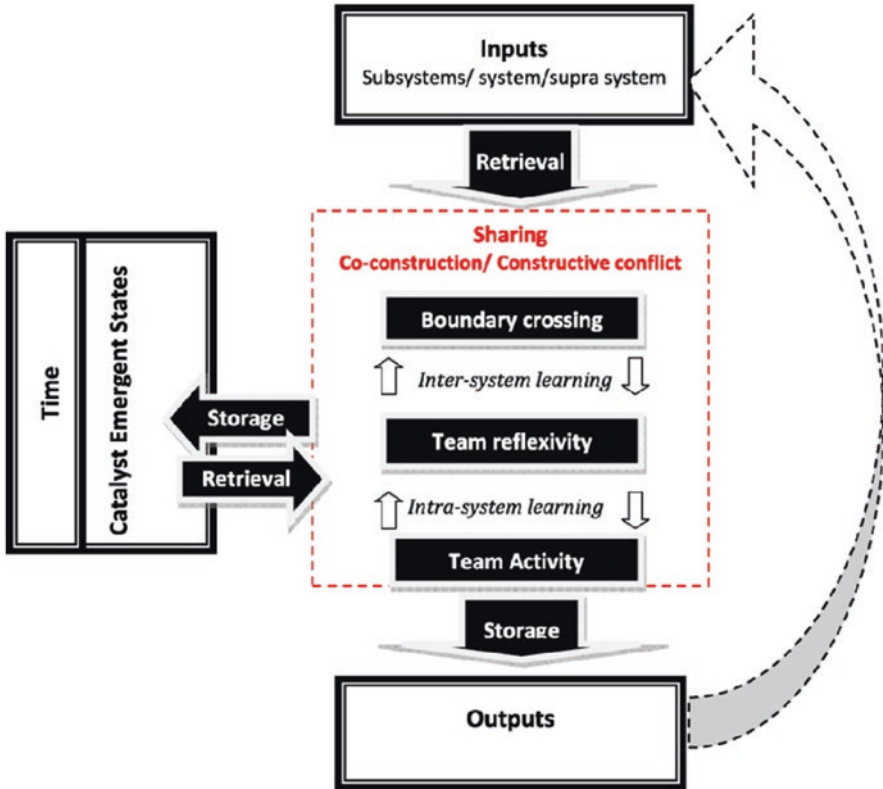 Inputs
Subsystems/ system/supra system
Retrieval
Sharing
Co-construction/ Constructive conflict
Boundary crossing
Inter-system learning
Team reflexivity
Intra-system learning
Team Activity
Time
Catalyst Emergent States
Storage
Retrieval
Storage
Outputs